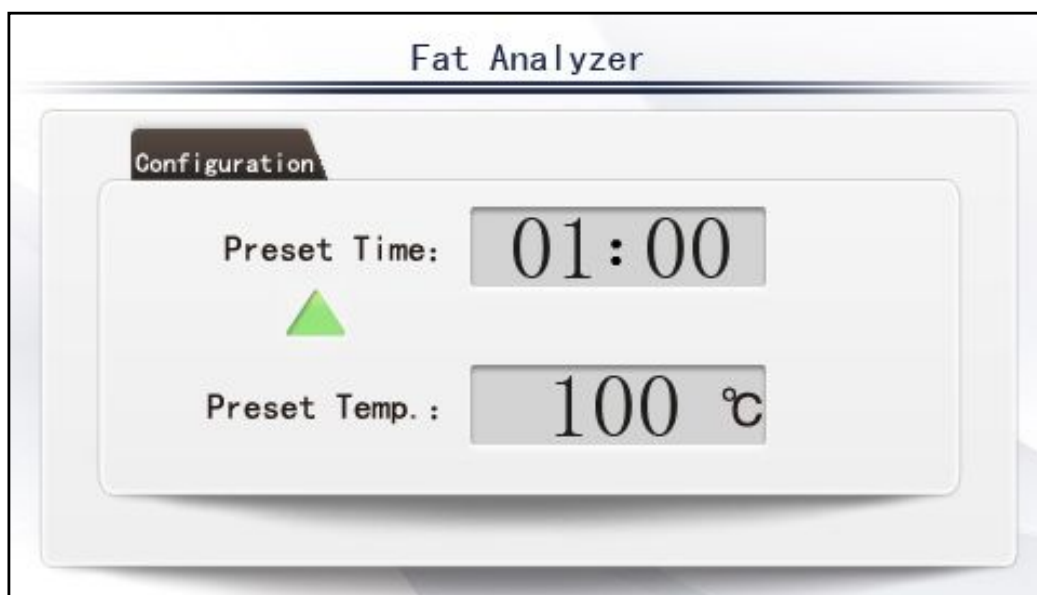 Fat Analyzer
Configuration
Preset Time: 01:00
Preset Temp.: 100 ℃